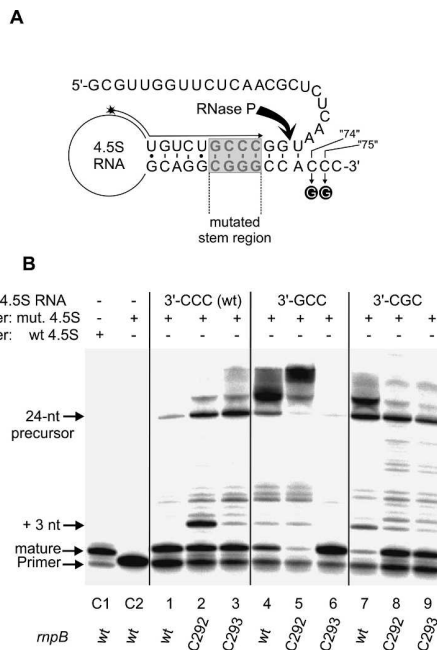 A
5'-GCGUUGGUUCUCAACGCUCUCAA
RNase P
"74"
"75"
4.5S
RNA
UGUCUGCCCGGU
GCAGGCGGGCCACCC-3'
G G
mutated
stem region
B
4.5S RNA - - 3'-CCC (wt) 3'-GCC 3'-CGC
er: mut. 4.5S - + + + + + + + + + +
er: wt 4.5S + - - - - - - - - - -
24-nt
precursor
+ 3 nt
mature
Primer
C1 C2 1 2 3 4 5 6 7 8 9
rnpB wt wt wt C292 C293 wt C292 C293 wt C292 C293